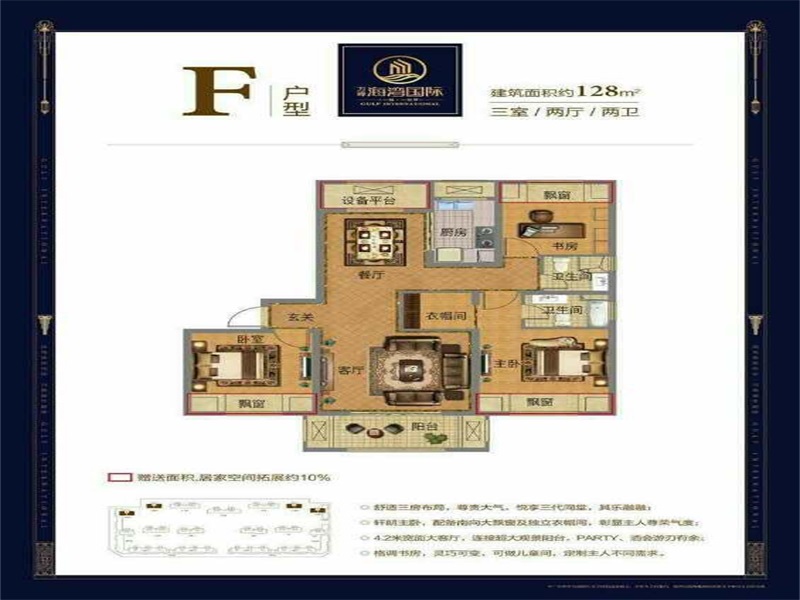 F 户型
海湾国际
GULF INTERNATIONAL
建筑面积约128m²
三室/两厅/两卫
设备平台
飘窗
厨房
书房
餐厅
卫生间
卫生间
玄关
衣帽间
卧室
客厅
主卧
飘窗
飘窗
阳台
赠送面积,居家空间拓展约10%
舒适三房布局，尊贵大气，悦享三代同堂，其乐融融；
轩朗主卧，配备南向大飘窗及独立衣帽间，彰显主人尊荣气度；
4.2米宽面大客厅，连接超大观景阳台，PARTY、酒会游刃有余；
格调书房，灵巧可变，可做儿童间，定制主人不同需求。